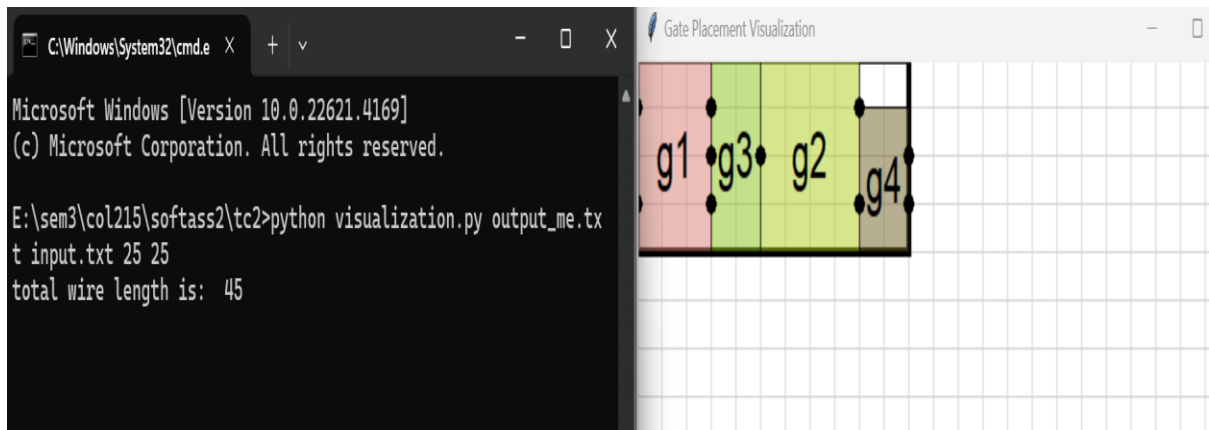 C:\Windows\System32\cmd.e
Microsoft Windows [Version 10.0.22621.4169]
(c) Microsoft Corporation. All rights reserved.
E:\sem3\col215\softass2\tc2>python visualization.py output_me.tx
t input.txt 25 25
total wire length is:  45
Gate Placement Visualization
g1 g3 g2 g4